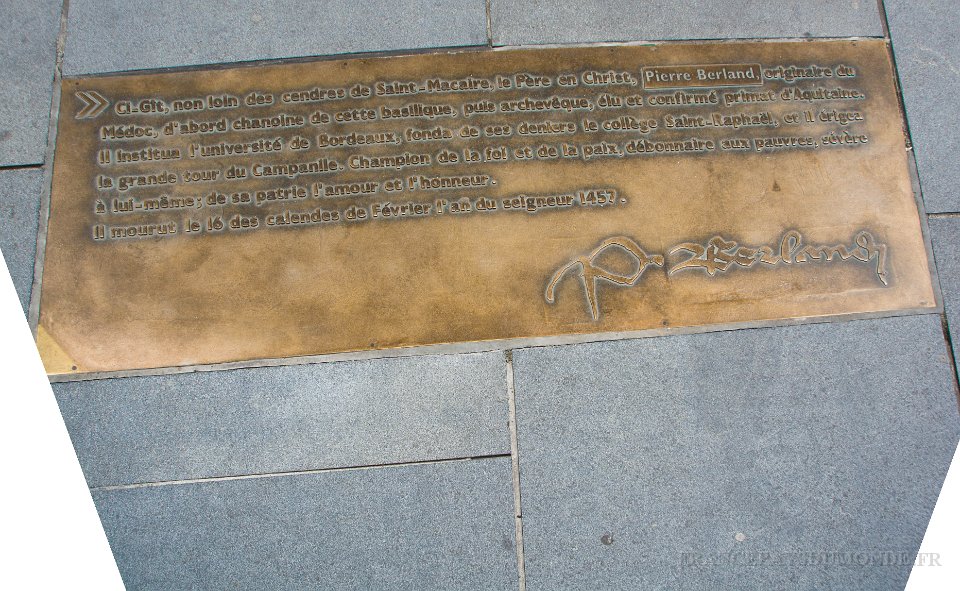 Ci-Git, non loin des cendres de Saint-Macaire, le Père en Christ, Pierre Berland, originaire du
Médoc, d'abord chanoine de cette basilique, puis archevêque, élu et confirmé primat d'Aquitaine.
Il institua l'université de Bordeaux, fonda de ses deniers le collège Saint-Raphaël, et il érigea
la grande tour du Campanile. Champion de la foi et de la paix, débonnaire aux pauvres, sévère
à lui-même ; de sa patrie l'amour et l'honneur.
Il mourut le 16 des calendes de Février l'an du seigneur 1457.
P. Berland
FRANCEPAYSDUMONDE.FR